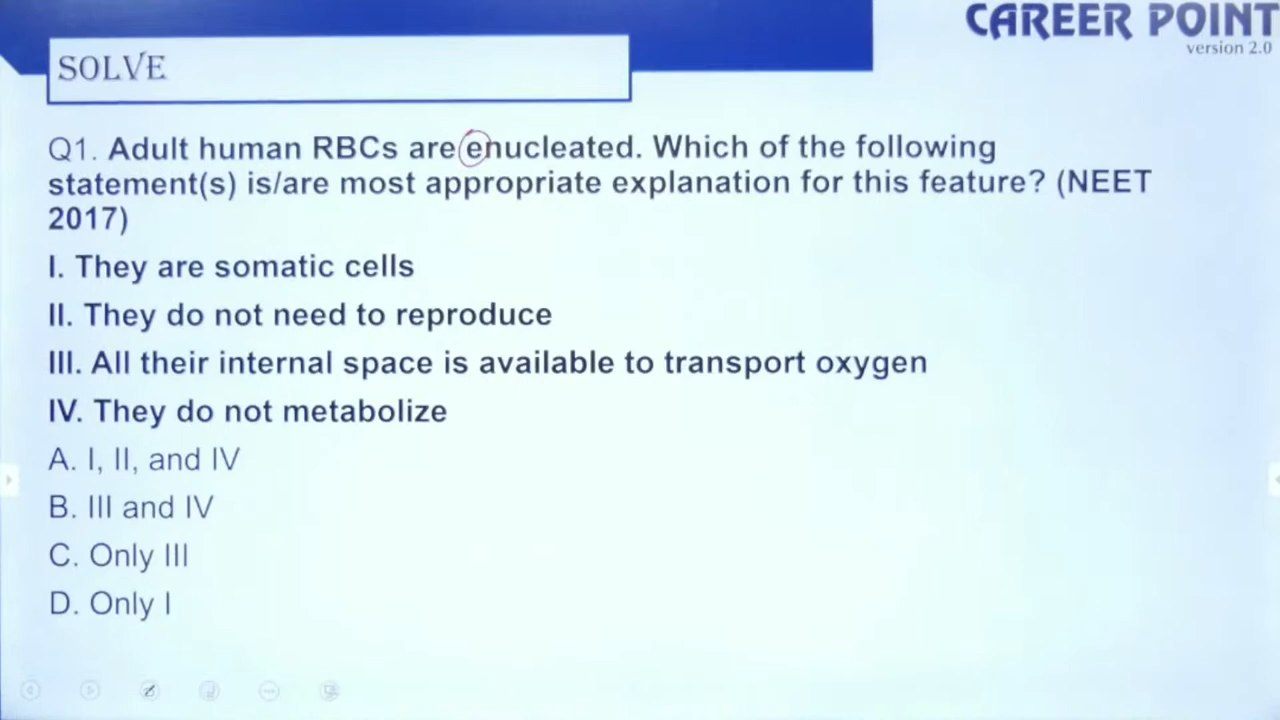 CAREER POINT
version 2.0
SOLVE
Q1. Adult human RBCs are enucleated. Which of the following
statement(s) is/are most appropriate explanation for this feature? (NEET
2017)
I. They are somatic cells
II. They do not need to reproduce
III. All their internal space is available to transport oxygen
IV. They do not metabolize
A. I, II, and IV
B. III and IV
C. Only III
D. Only I